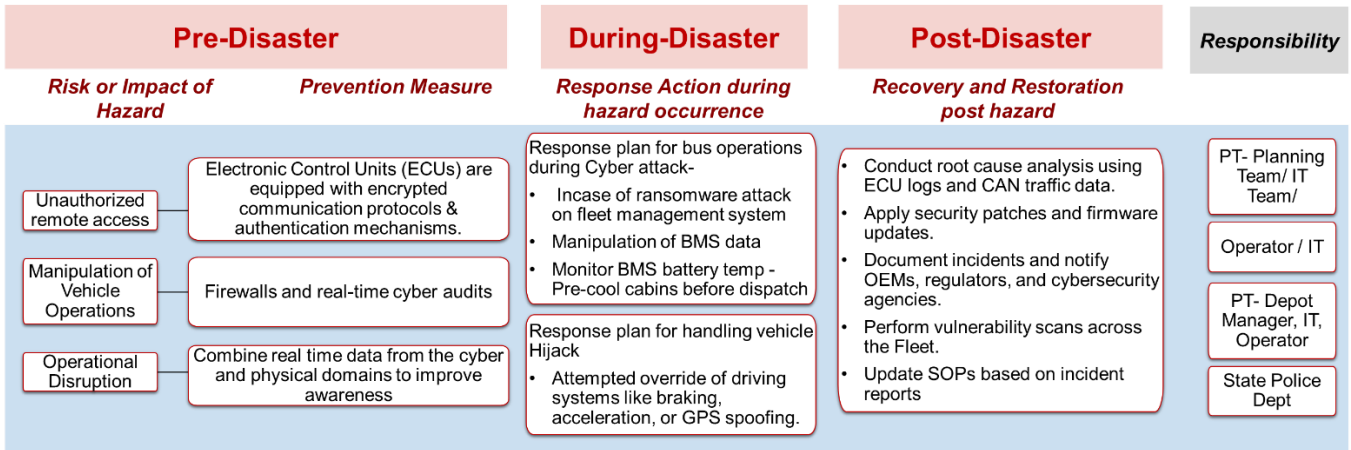 Pre-Disaster
During-Disaster
Post-Disaster
Responsibility
Risk or Impact of
Hazard
Prevention Measure
Response Action during
hazard occurrence
Recovery and Restoration
post hazard
Unauthorized
remote access
Electronic Control Units (ECUs) are
equipped with encrypted
communication protocols &
authentication mechanisms.
Manipulation of
Vehicle
Operations
Firewalls and real-time cyber audits
Operational
Disruption
Combine real time data from the cyber
and physical domains to improve
awareness
Response plan for bus operations
during Cyber attack-
• Incase of ransomware attack
on fleet management system
• Manipulation of BMS data
• Monitor BMS battery temp -
Pre-cool cabins before dispatch
Response plan for handling vehicle
Hijack
• Attempted override of driving
systems like braking,
acceleration, or GPS spoofing.
• Conduct root cause analysis using
ECU logs and CAN traffic data.
• Apply security patches and firmware
updates.
• Document incidents and notify
OEMs, regulators, and cybersecurity
agencies.
• Perform vulnerability scans across
the Fleet.
• Update SOPs based on incident
reports
PT- Planning
Team/ IT
Team/
Operator / IT
PT- Depot
Manager, IT,
Operator
State Police
Dept